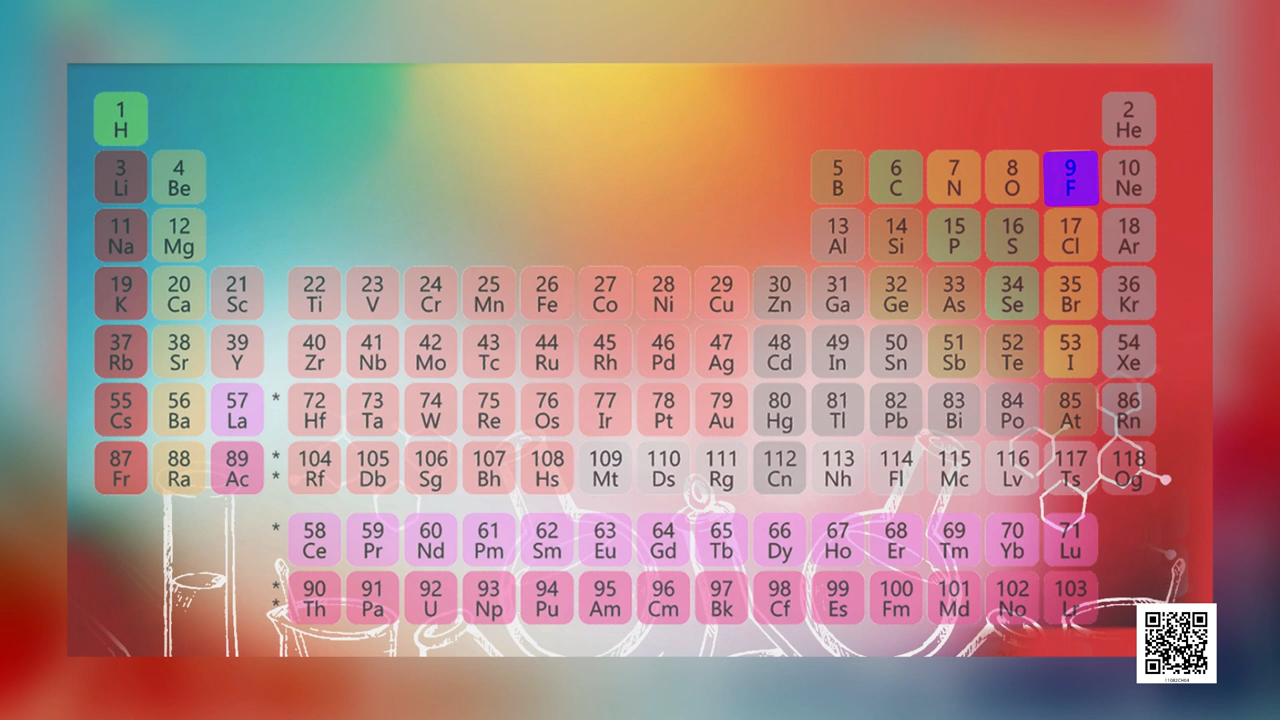 1 2
H He
3 4 5 6 7 8 9 10
Li Be B C N O F Ne
11 12 13 14 15 16 17 18
Na Mg Al Si P S Cl Ar
19 20 21 22 23 24 25 26 27 28 29 30 31 32 33 34 35 36
K Ca Sc Ti V Cr Mn Fe Co Ni Cu Zn Ga Ge As Se Br Kr
37 38 39 40 41 42 43 44 45 46 47 48 49 50 51 52 53 54
Rb Sr Y Zr Nb Mo Tc Ru Rh Pd Ag Cd In Sn Sb Te I Xe
55 56 57 * 72 73 74 75 76 77 78 79 80 81 82 83 84 85 86
Cs Ba La Hf Ta W Re Os Ir Pt Au Hg Tl Pb Bi Po At Rn
87 88 89 * 104 105 106 107 108 109 110 111 112 113 114 115 116 117 118
Fr Ra Ac * Rf Db Sg Bh Hs Mt Ds Rg Cn Nh Fl Mc Lv Ts Og
* 58 59 60 61 62 63 64 65 66 67 68 69 70 71
Ce Pr Nd Pm Sm Eu Gd Tb Dy Ho Er Tm Yb Lu
* 90 91 92 93 94 95 96 97 98 99 100 101 102 103
* Th Pa U Np Pu Am Cm Bk Cf Es Fm Md No Lr